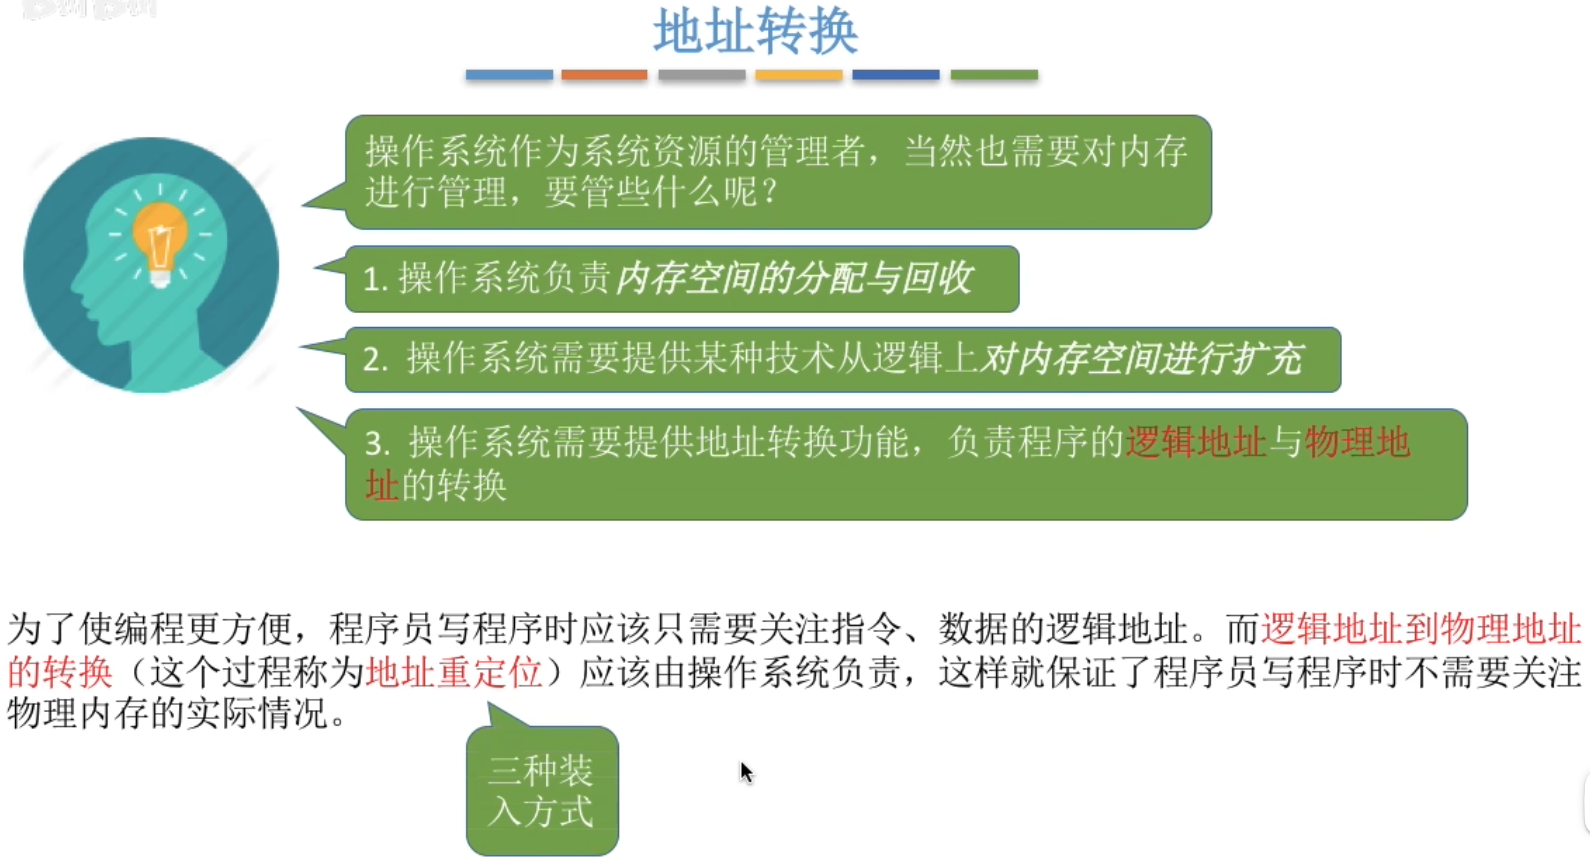 地址转换
操作系统作为系统资源的管理者，当然也需要对内存
进行管理，要管些什么呢？
1. 操作系统负责内存空间的分配与回收
2. 操作系统需要提供某种技术从逻辑上对内存空间进行扩充
3. 操作系统需要提供地址转换功能，负责程序的逻辑地址与物理地
址的转换
为了使编程更方便，程序员写程序时应该只需要关注指令、数据的逻辑地址。而逻辑地址到物理地址
的转换（这个过程称为地址重定位）应该由操作系统负责，这样就保证了程序员写程序时不需要关注
物理内存的实际情况。
三种装
入方式